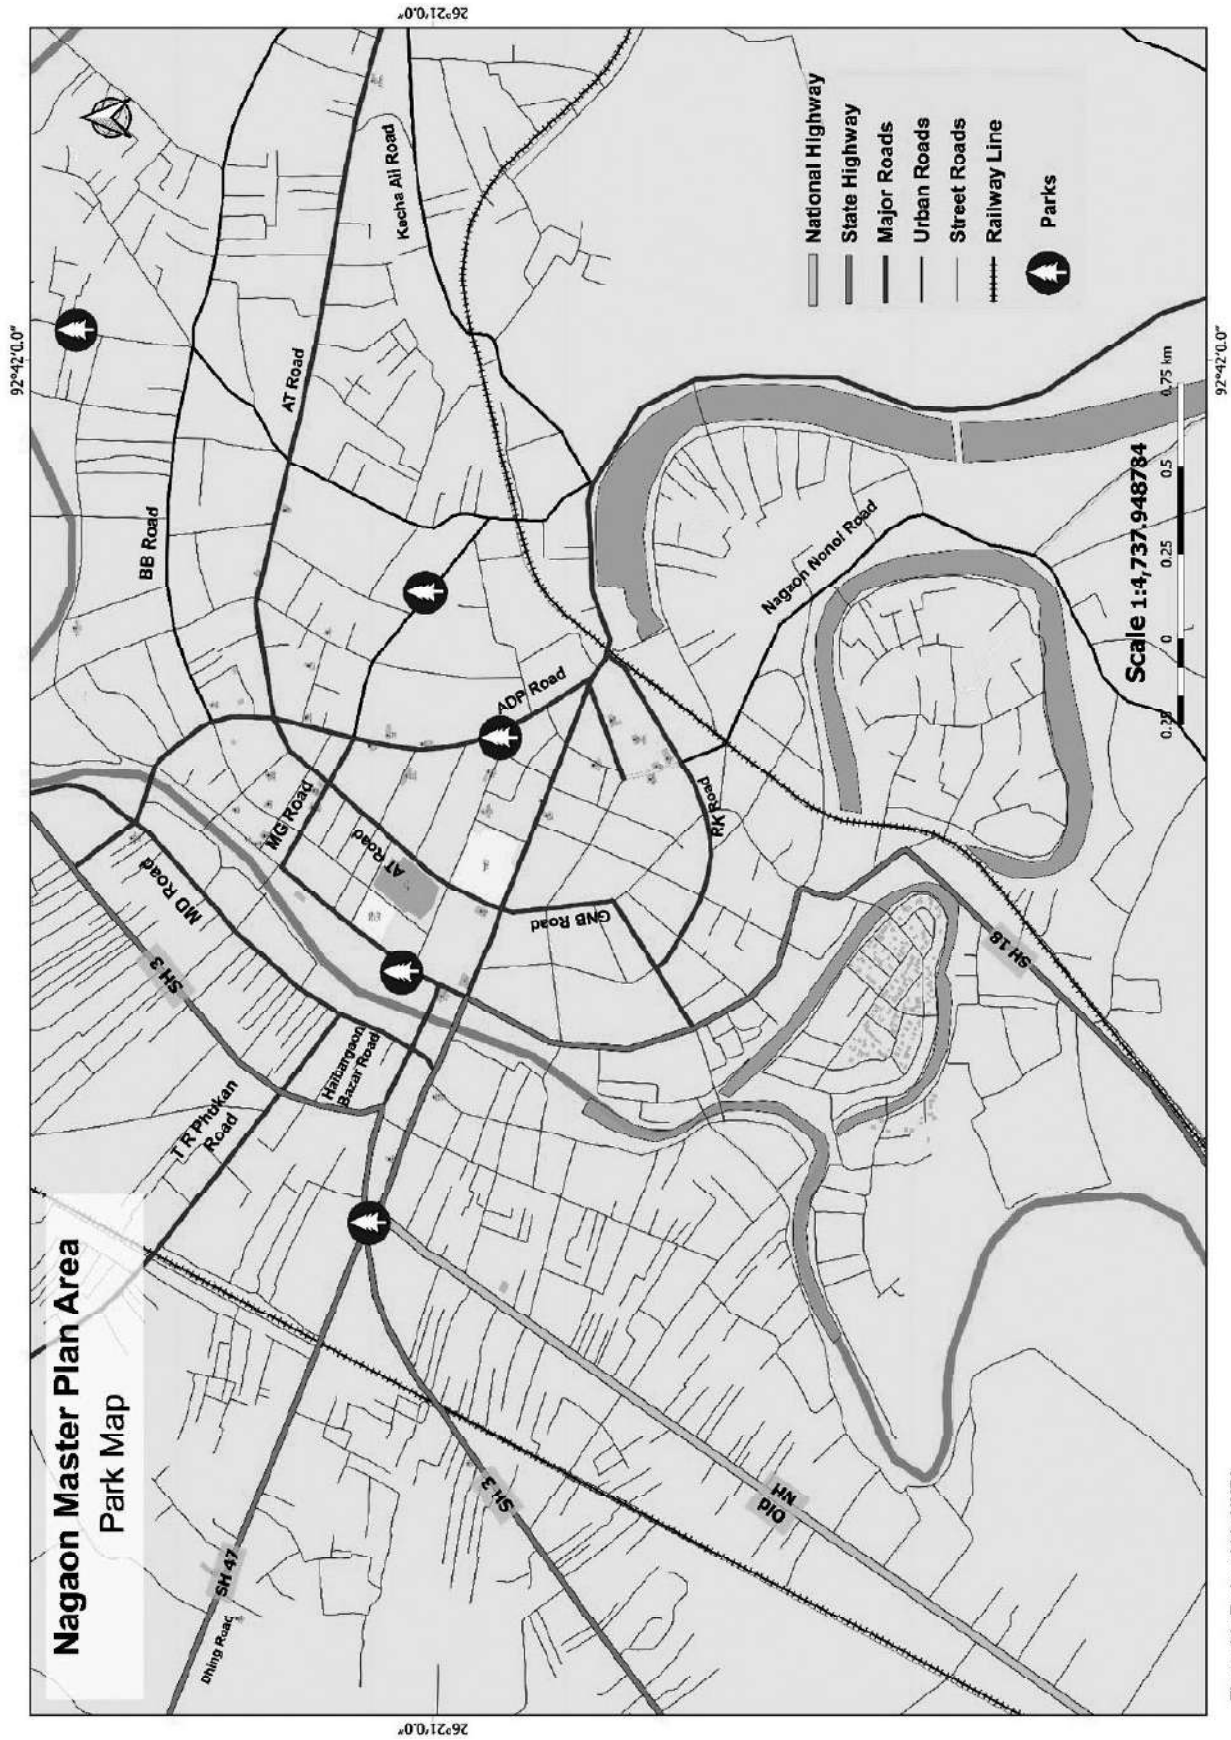 Nagaon Master Plan Area
Park Map
92°42'0.0"
26°21'0.0"
26°21'0.0"
92°42'0.0"
BB Road
AT Road
Kacha Ali Road
MD Road
SH 3
MG Road
AT Road
ADP Road
T R Phukan
Road
Haibargaon
Bazar Road
GNB Road
RK Road
Nagaon Nonoi Road
SH 18
SH 47
Dhing Road
SH 3
Old
NH
National Highway
State Highway
Major Roads
Urban Roads
Street Roads
Railway Line
Parks
Scale 1:4,737.948784
0.25 0 0.25 0.5 0.75 km